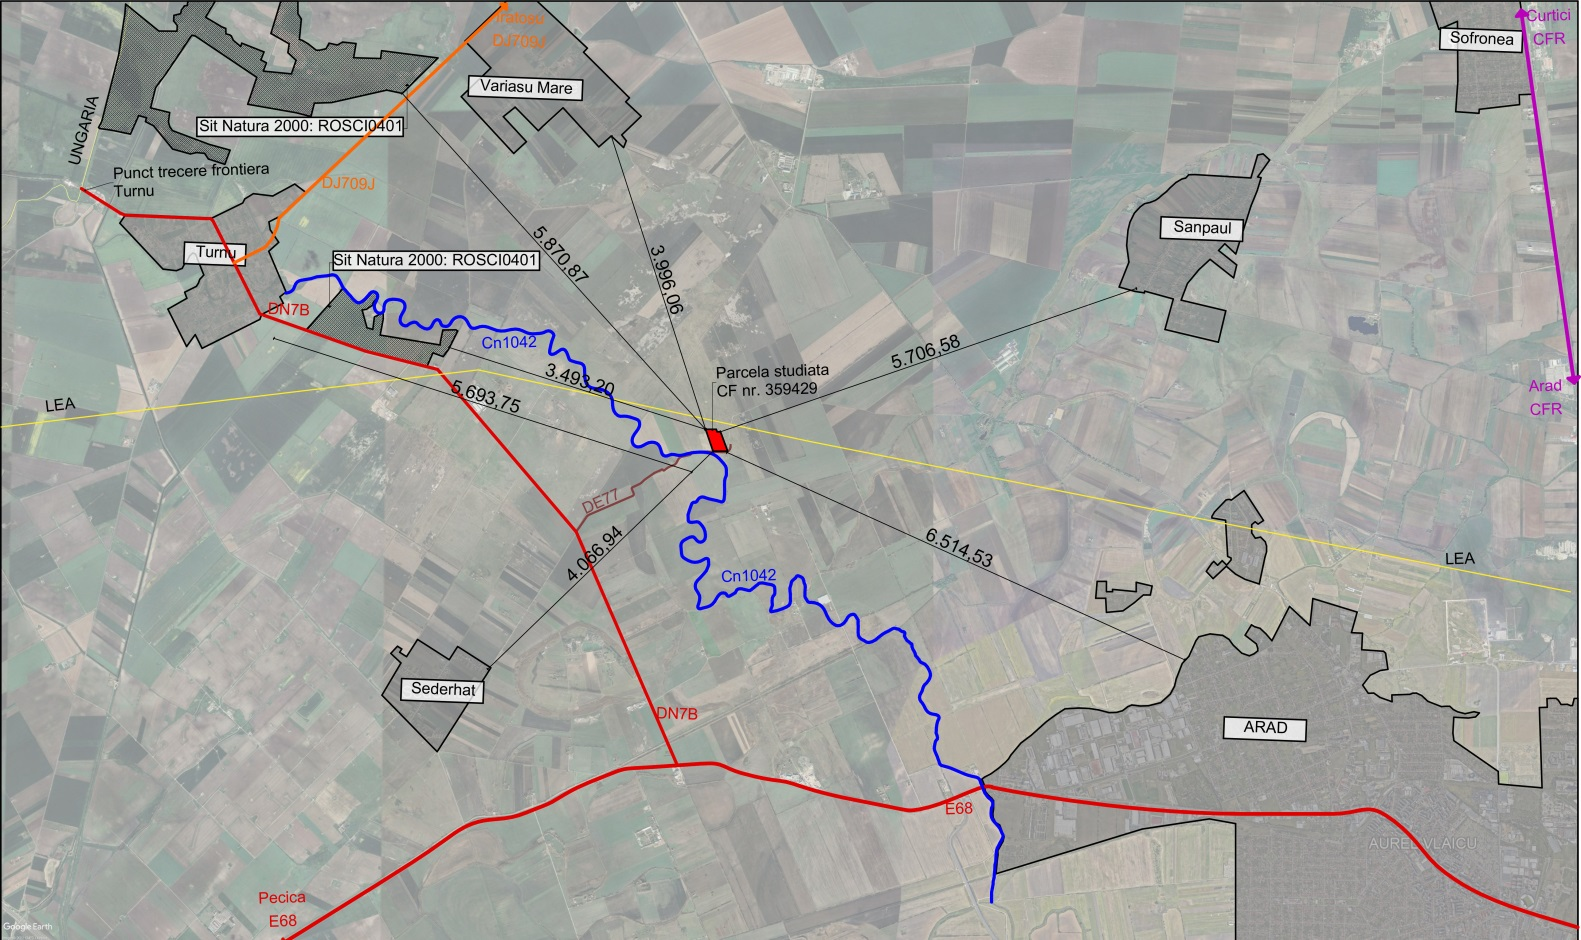 Iratosu
DJ709J
Curtici
CFR
Sofronea
Variasu Mare
Sit Natura 2000: ROSCI0401
UNGARIA
Punct trecere frontiera
Turnu
DJ709J
Sanpaul
Turnu
Sit Natura 2000: ROSCI0401
5.870,87
3.996,06
DN7B
Cn1042
5.706,58
3.493,20
Parcela studiata
CF nr. 359429
5.693,75
LEA
Arad
CFR
DE77
4.066,94
6.514,53
LEA
Cn1042
Sederhat
DN7B
ARAD
E68
AUREL VLAICU
Pecica
E68
Google Earth